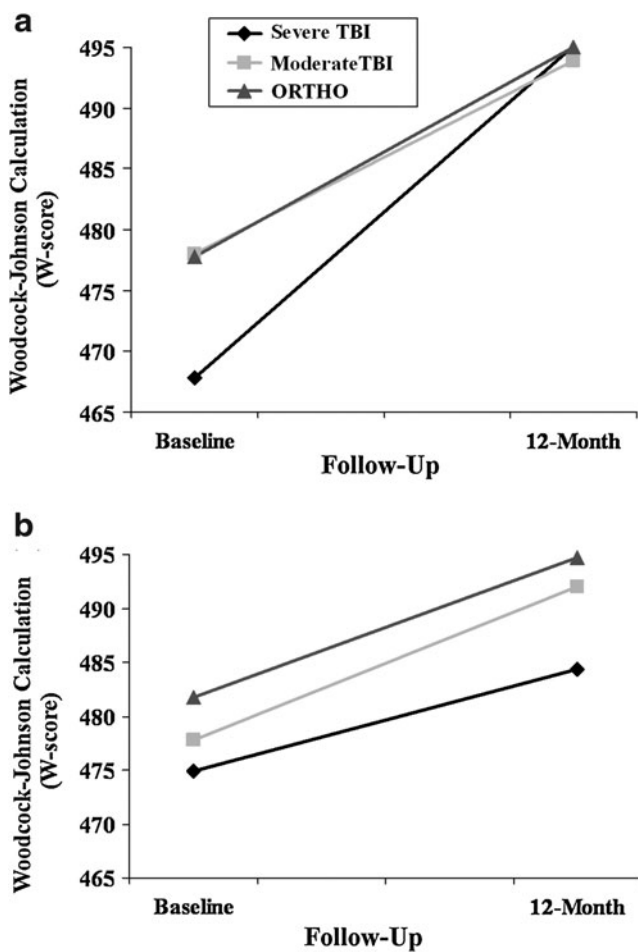 a
Severe TBI
ModerateTBI
ORTHO
Woodcock-Johnson Calculation
(W-score)
495
490
485
480
475
470
465
Baseline
12-Month
Follow-Up
b
Woodcock-Johnson Calculation
(W-score)
495
490
485
480
475
470
465
Baseline
12-Month
Follow-Up